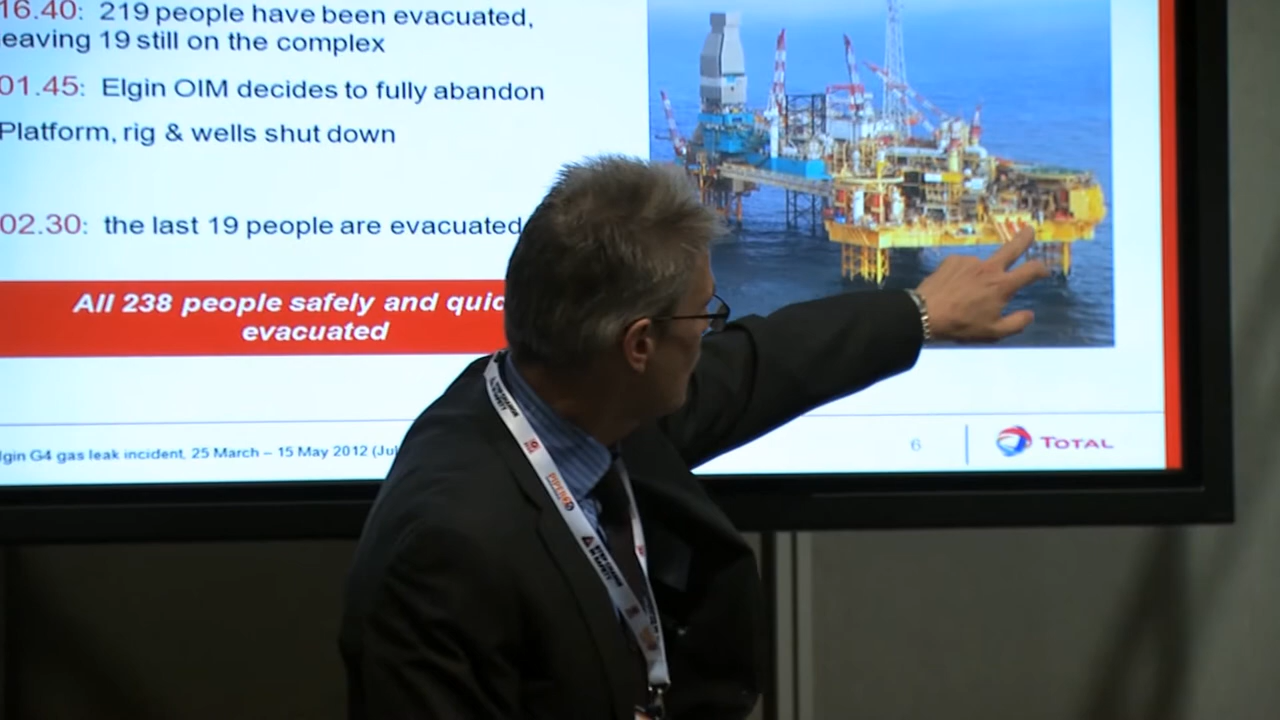 16.40: 219 people have been evacuated,
eaving 19 still on the complex
01.45: Elgin OIM decides to fully abandon
Platform, rig & wells shut down
02.30: the last 19 people are evacuated
All 238 people safely and quic
evacuated
lgin G4 gas leak incident, 25 March – 15 May 2012 (Jul
6
TOTAL